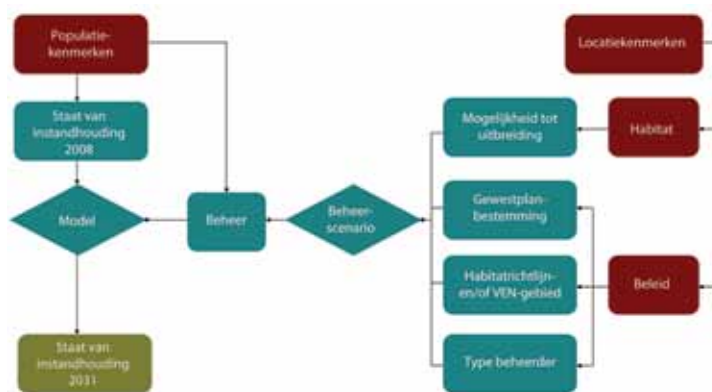 Populatie-
kenmerken
Locatiekenmerken
Staat van
instandhouding
2008
Mogelijkheid tot
uitbreiding
Habitat
Model
Beheer
Beheer-
scenario
Gewestplan-
bestemming
Habitatrichtlijn-
en/of VEN-gebied
Beleid
Staat van
instandhouding
2031
Type beheerder